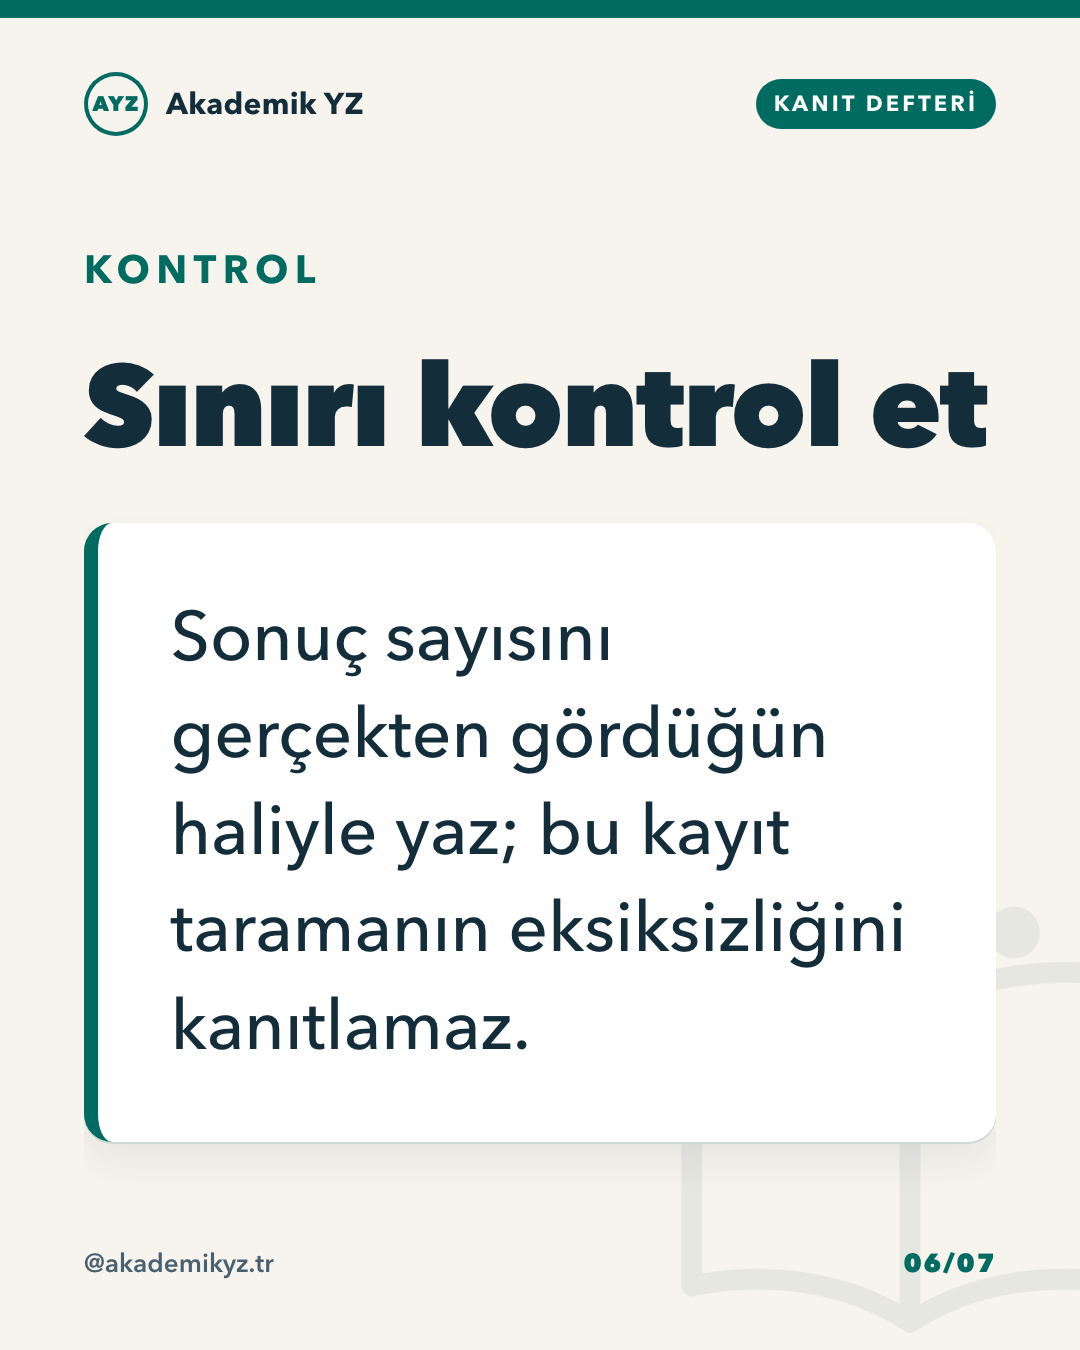 AYZ Akademik YZ
KANIT DEFTERİ
KONTROL
Sınırı kontrol et
Sonuç sayısını
gerçekten gördüğün
haliyle yaz; bu kayıt
taramanın eksiksizliğini
kanıtlamaz.
@akademikyz.tr
06/07